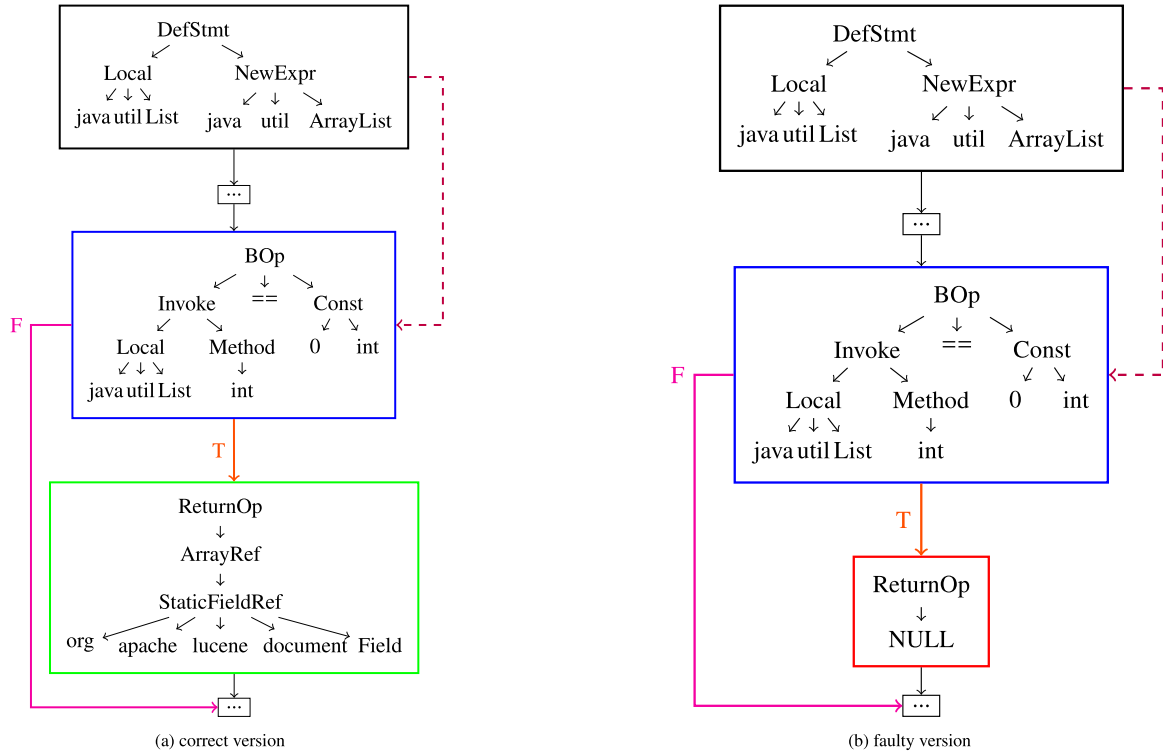 DefStmt
Local NewExpr
java util List java util ArrayList
...
BOp
Invoke == Const
Local Method 0 int
java util List int
F
T
ReturnOp
ArrayRef
StaticFieldRef
org apache lucene document Field
...
(a) correct version
DefStmt
Local NewExpr
java util List java util ArrayList
...
BOp
Invoke == Const
Local Method 0 int
java util List int
F
T
ReturnOp
NULL
...
(b) faulty version